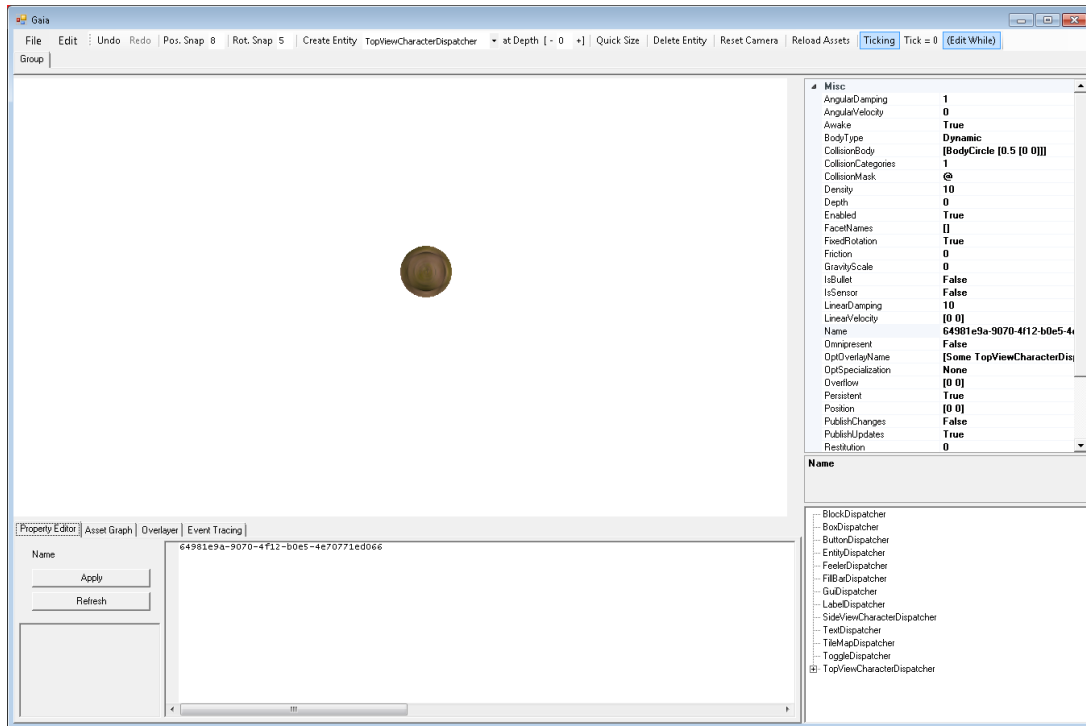 Gaia
File Edit Undo Redo Pos. Snap 8 Rot. Snap 5 Create Entity TopViewCharacterDispatcher at Depth [ - 0 +] Quick Size Delete Entity Reset Camera Reload Assets Ticking Tick = 0 (Edit While)
Group
Misc
AngularDamping 1
AngularVelocity 0
Awake True
BodyType Dynamic
CollisionBody [BodyCircle [0.5 [0 0]]]
CollisionCategories 1
CollisionMask @
Density 10
Depth 0
Enabled True
FacetNames []
FixedRotation True
Friction 0
GravityScale 0
IsBullet False
IsSensor False
LinearDamping 10
LinearVelocity [0 0]
Name 64981e9a-9070-4f12-b0e5-4e
Omnipresent False
OptOverlayName [Some TopViewCharacterDis
OptSpecialization None
Overflow [0 0]
Persistent True
Position [0 0]
PublishChanges False
PublishUpdates True
Restitution 0
Name
Property Editor Asset Graph Overlayer Event Tracing
Name
Apply
Refresh
64981e9a-9070-4f12-b0e5-4e70771ed066
BlockDispatcher
BoxDispatcher
ButtonDispatcher
EntityDispatcher
FeelerDispatcher
FillBarDispatcher
GuiDispatcher
LabelDispatcher
SideViewCharacterDispatcher
TextDispatcher
TileMapDispatcher
ToggleDispatcher
TopViewCharacterDispatcher